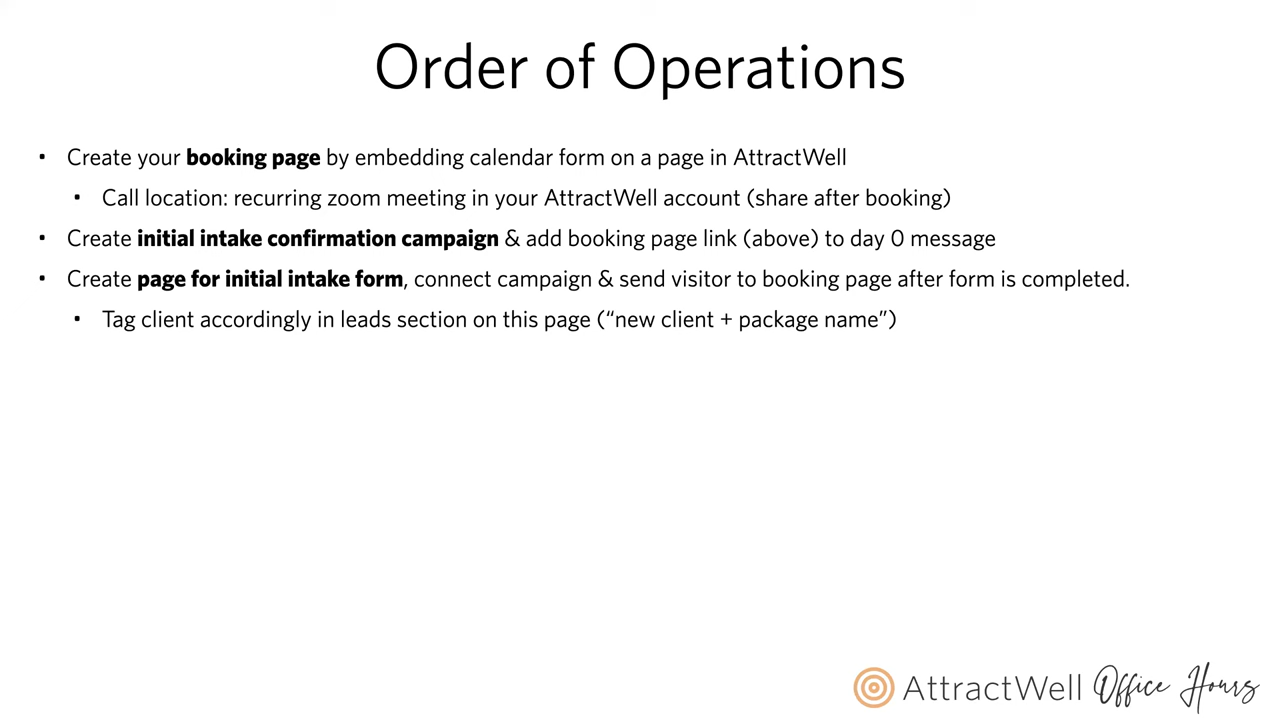 Order of Operations
• Create your booking page by embedding calendar form on a page in AttractWell
• Call location: recurring zoom meeting in your AttractWell account (share after booking)
• Create initial intake confirmation campaign & add booking page link (above) to day 0 message
• Create page for initial intake form, connect campaign & send visitor to booking page after form is completed.
• Tag client accordingly in leads section on this page (“new client + package name”)
AttractWell Office Hours